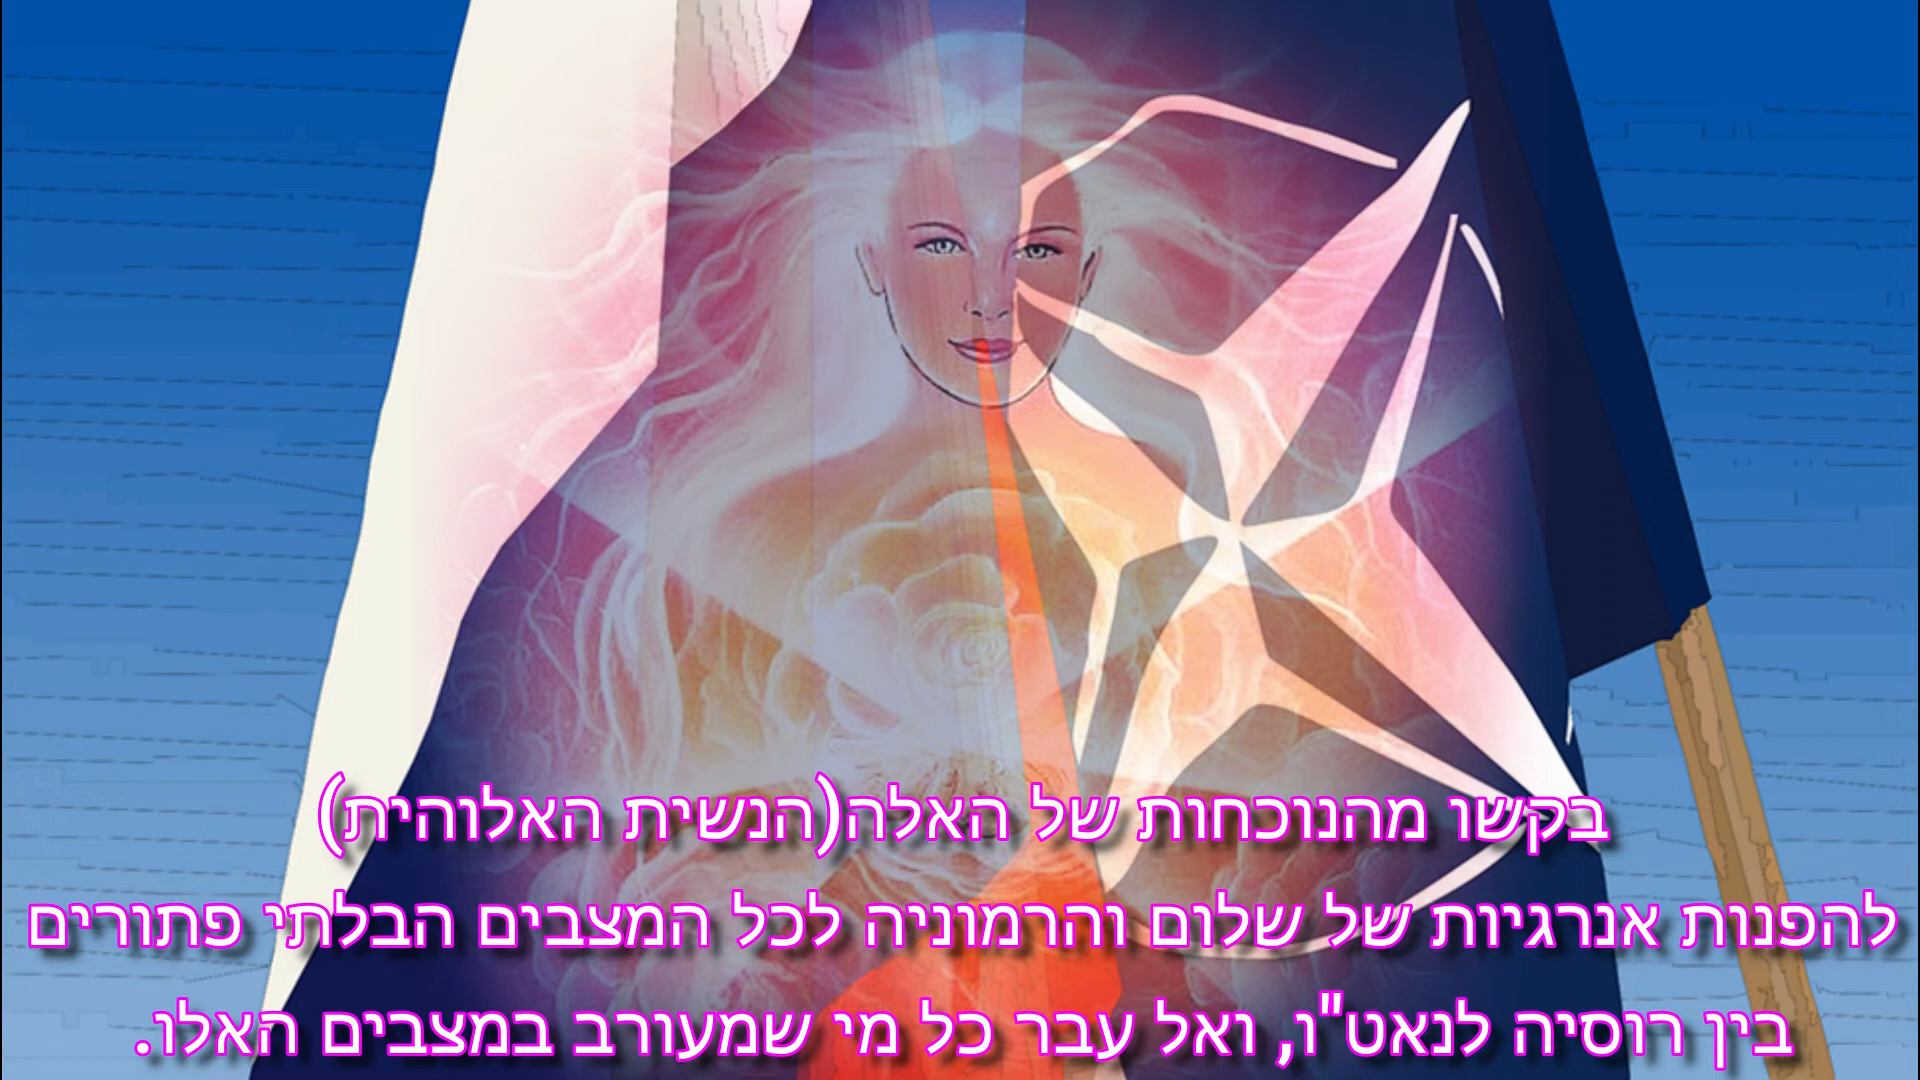 בקשו מהנוכחות של האלה(הנשית האלוהית)
להפנות אנרגיות של שלום והרמוניה לכל המצבים הבלתי פתורים
בין רוסיה לנאט"ו, ואל עבר כל מי שמעורב במצבים האלו.